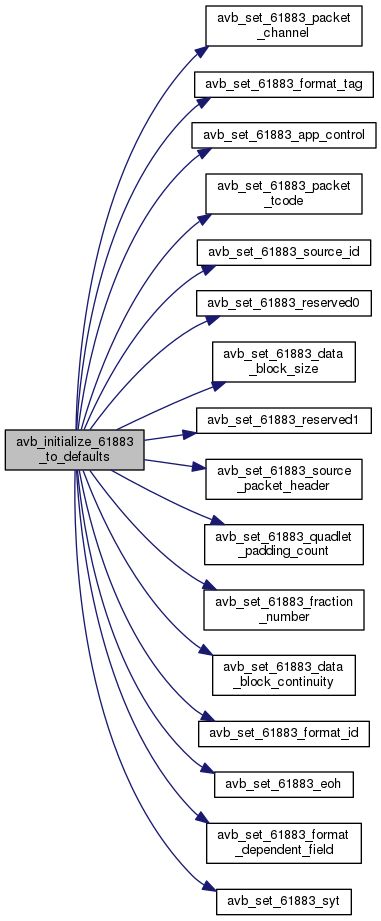 avb_set_61883_packet
_channel
avb_set_61883_format_tag
avb_set_61883_app_control
avb_set_61883_packet
_tcode
avb_set_61883_source_id
avb_set_61883_reserved0
avb_set_61883_data
_block_size
avb_initialize_61883
_to_defaults
avb_set_61883_reserved1
avb_set_61883_source
_packet_header
avb_set_61883_quadlet
_padding_count
avb_set_61883_fraction
_number
avb_set_61883_data
_block_continuity
avb_set_61883_format_id
avb_set_61883_eoh
avb_set_61883_format
_dependent_field
avb_set_61883_syt